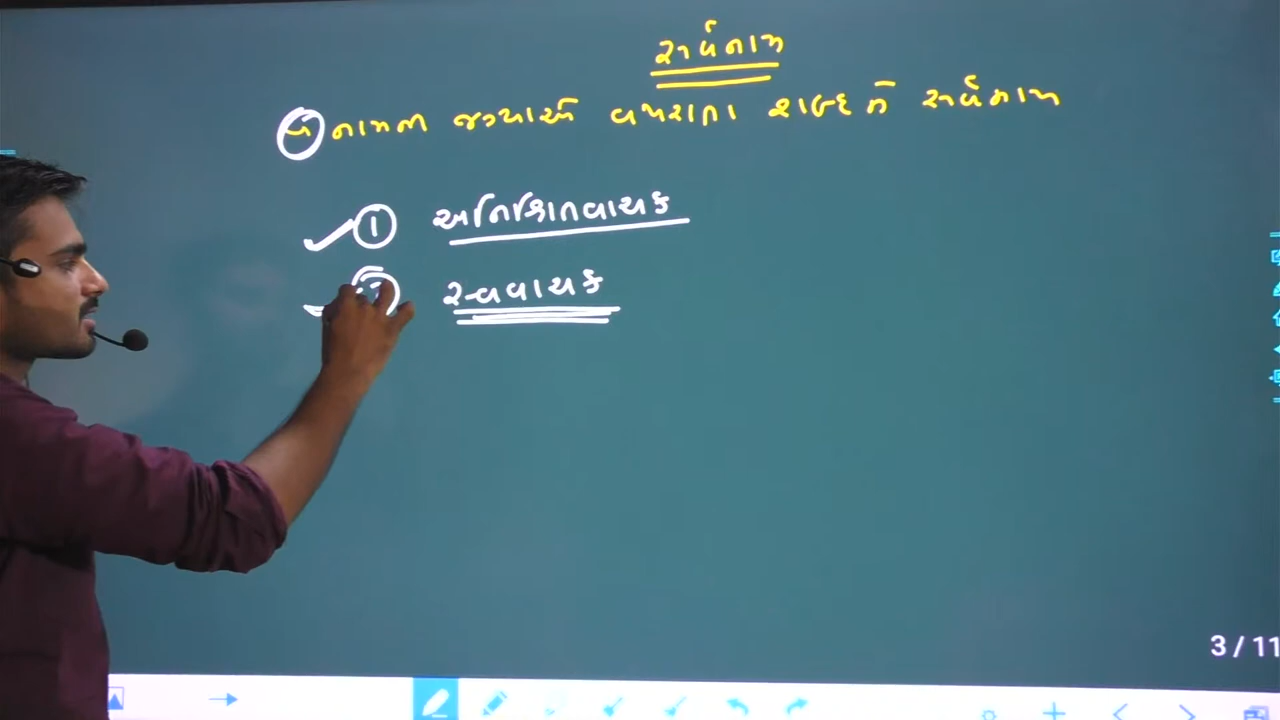 સર્વનામ
નામના જગ્યાએ વપરાતા શબ્દ ને સર્વનામ
① અનિશ્ચિતવાચક
સ્વવાચક
3 / 11